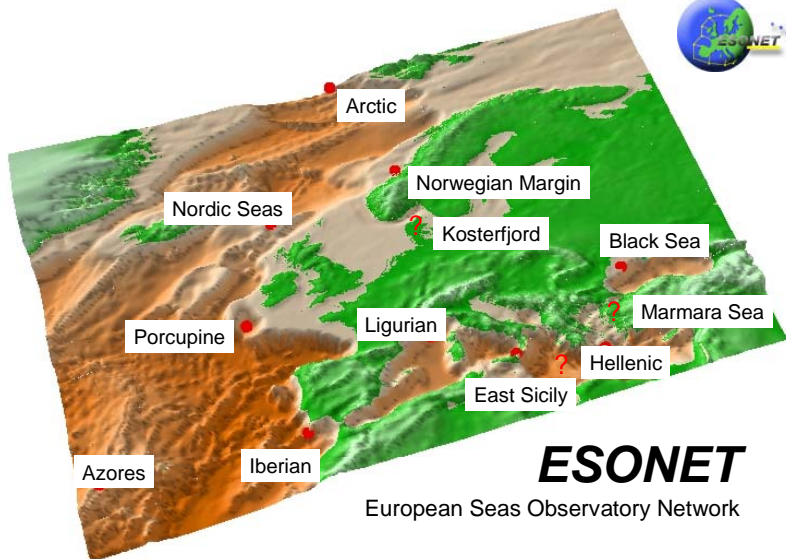 ESONET
Arctic
Norwegian Margin
Nordic Seas
? Kosterfjord
Black Sea
? Marmara Sea
Porcupine
Ligurian
? Hellenic
East Sicily
Iberian
Azores
ESONET
European Seas Observatory Network